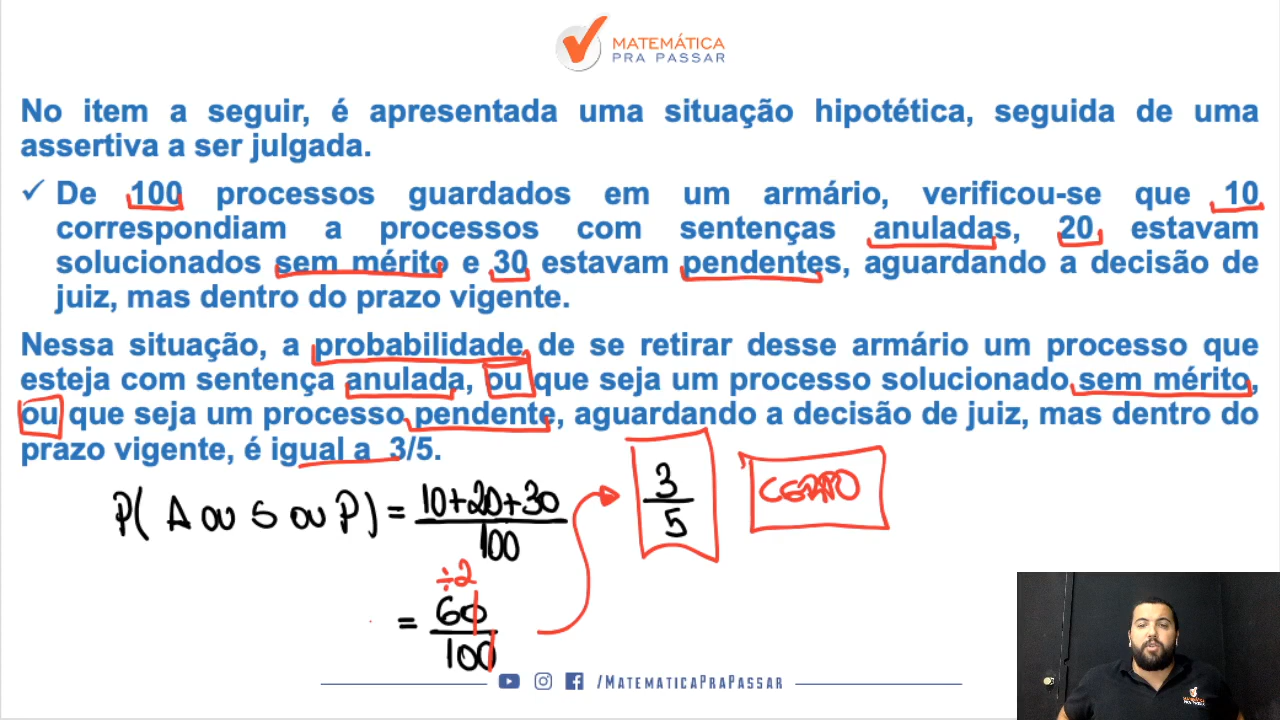 MATEMÁTICA
PRA PASSAR
No item a seguir, é apresentada uma situação hipotética, seguida de uma
assertiva a ser julgada.
✓ De 100 processos guardados em um armário, verificou-se que 10
correspondiam a processos com sentenças anuladas, 20 estavam
solucionados sem mérito e 30 estavam pendentes, aguardando a decisão de
juiz, mas dentro do prazo vigente.
Nessa situação, a probabilidade de se retirar desse armário um processo que
esteja com sentença anulada, ou que seja um processo solucionado sem mérito,
ou que seja um processo pendente, aguardando a decisão de juiz, mas dentro do
prazo vigente, é igual a 3/5.
P( A ou S ou P) = 10+20+30
100
÷2
= 60
100
3
5
CERTO
/MATEMATICAPRAPASSAR
MATEMÁTICA